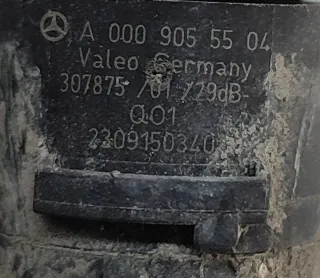 A 000 905 55 04
Valeo Germany
307875 /01 /29dB-
Q01
2309150340